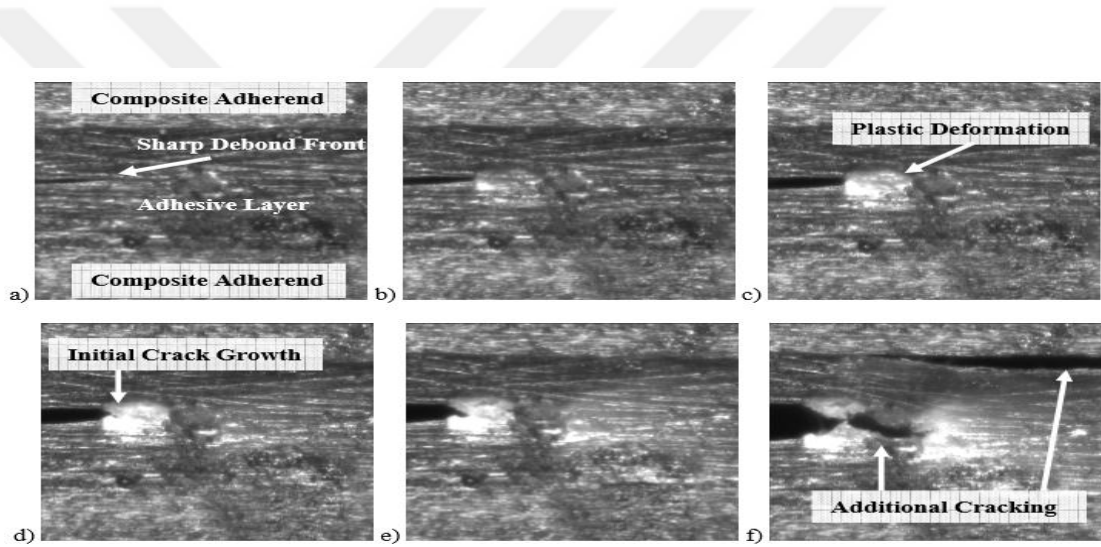 Composite Adherend
Sharp Debond Front
Adhesive Layer
Composite Adherend
a)
b)
Plastic Deformation
c)
Initial Crack Growth
d)
e)
Additional Cracking
f)